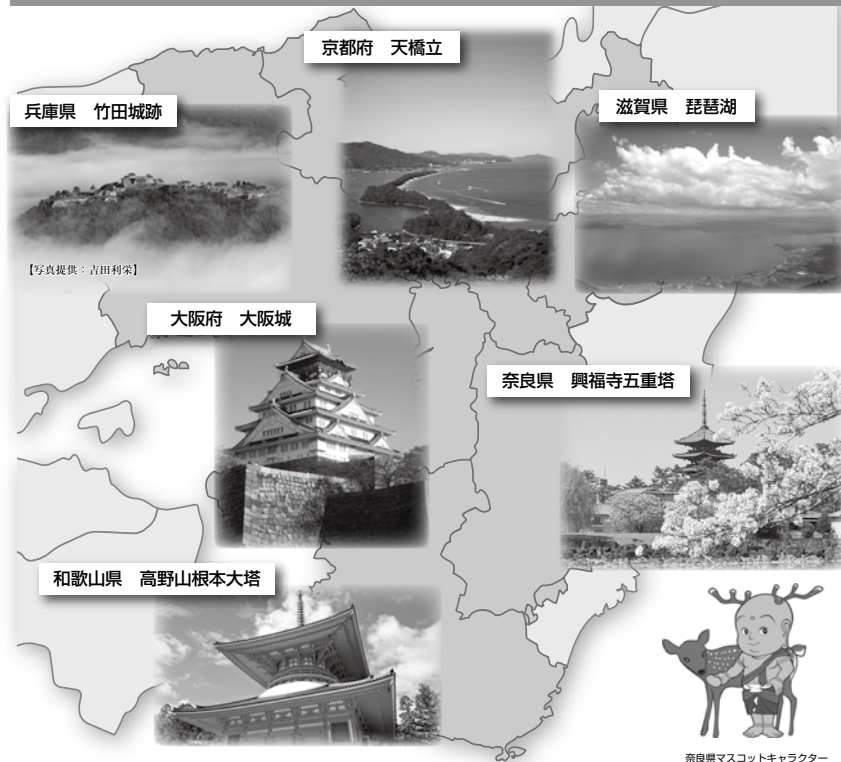 京都府　天橋立
兵庫県　竹田城跡
滋賀県　琵琶湖
【写真提供：吉田利栄】
大阪府　大阪城
奈良県　興福寺五重塔
和歌山県　高野山根本大塔
奈良県マスコットキャラクター